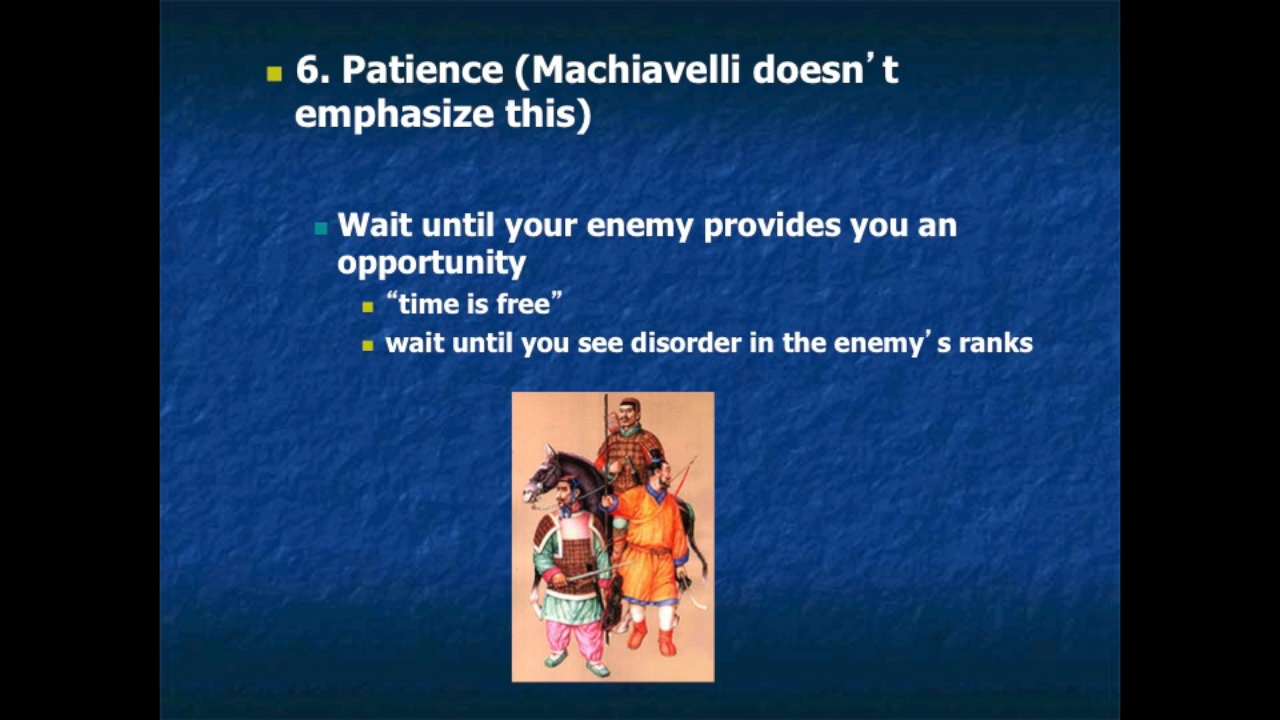 6. Patience (Machiavelli doesn’t
emphasize this)
Wait until your enemy provides you an
opportunity
“time is free”
wait until you see disorder in the enemy’s ranks